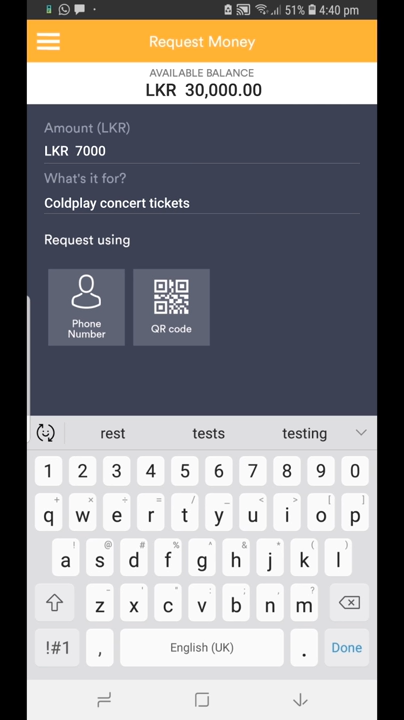 51% 4:40 pm
Request Money
AVAILABLE BALANCE
LKR 30,000.00
Amount (LKR)
LKR 7000
What's it for?
Coldplay concert tickets
Request using
Phone
Number
QR code
rest tests testing
1 2 3 4 5 6 7 8 9 0
+ × ÷ = / _ < > [ ]
q w e r t y u i o p
! @ # % ^ & * ( )
a s d f g h j k l
- ' " : ; , ?
z x c v b n m
!#1 , English (UK) . Done